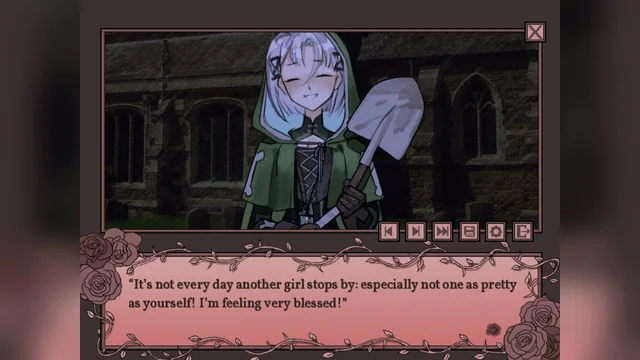 “It’s not every day another girl stops by: especially not one as pretty
as yourself! I’m feeling very blessed!”